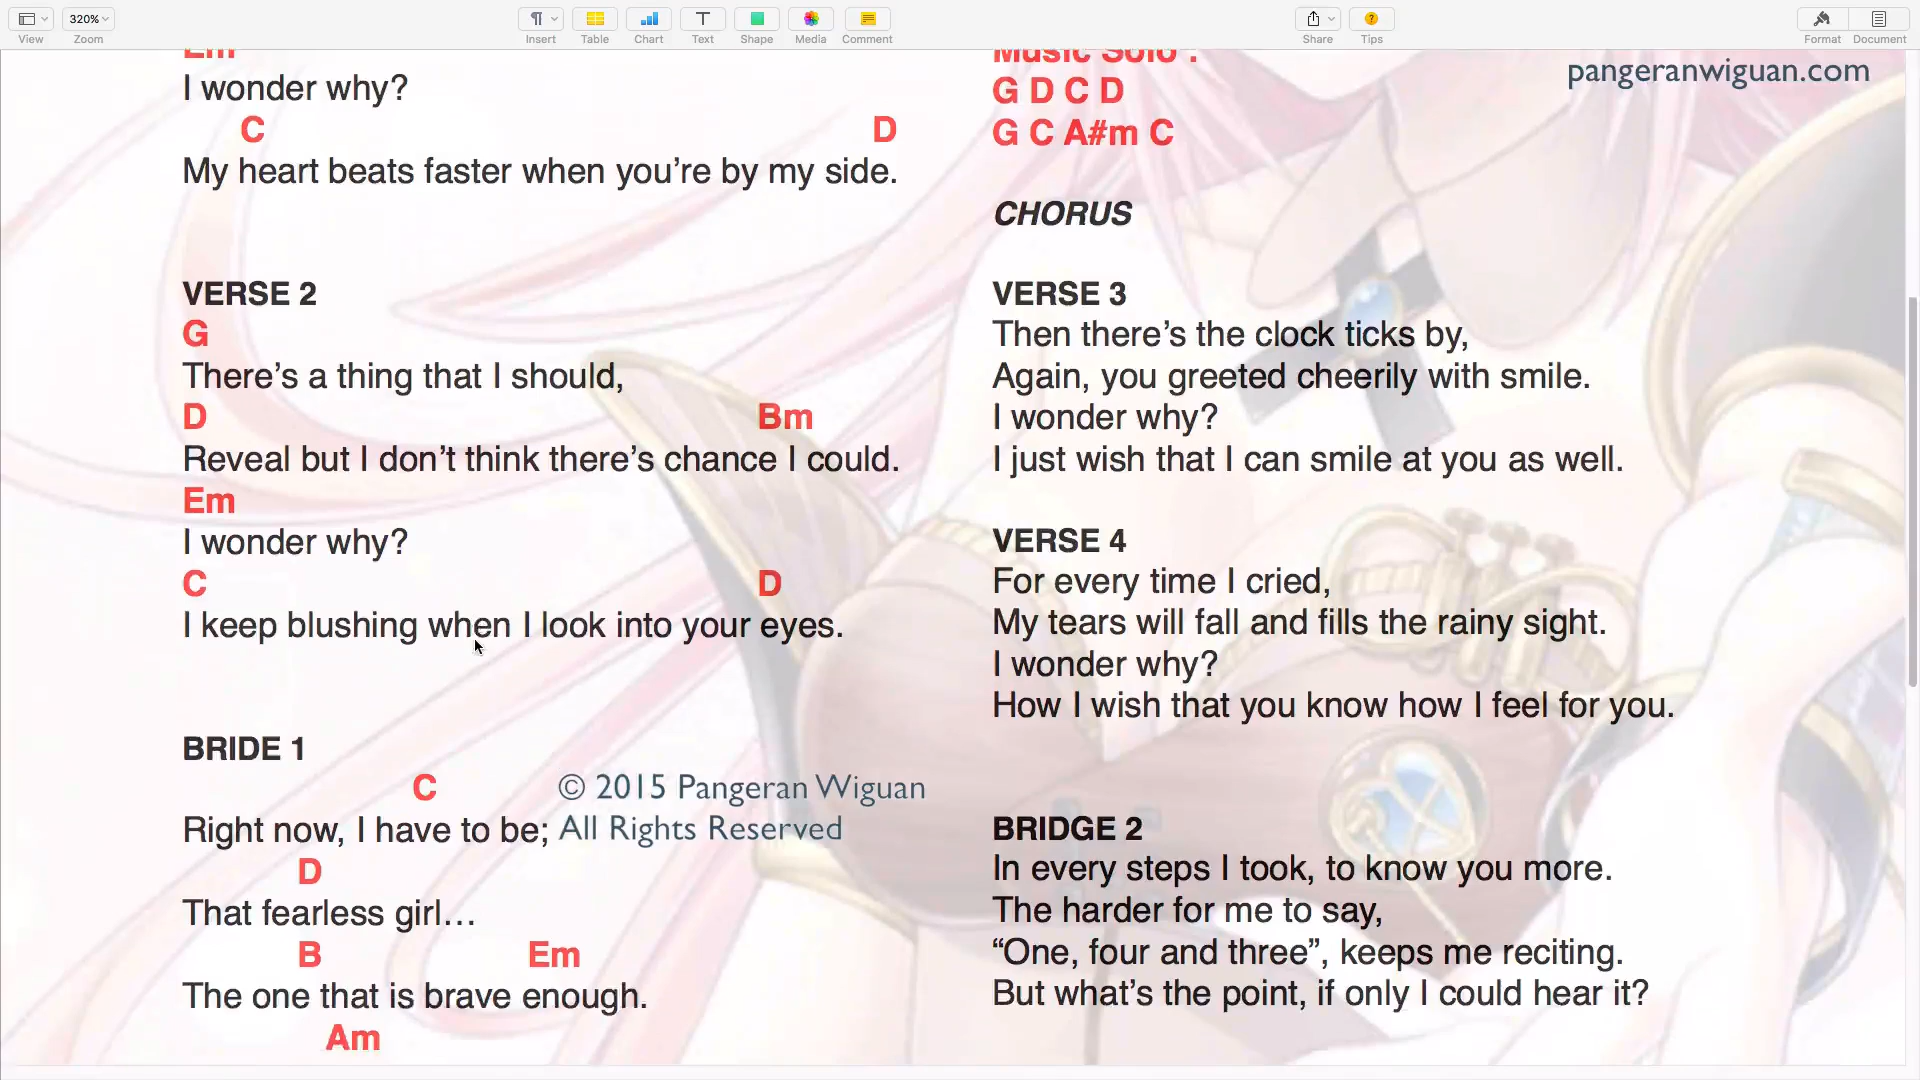 320%
View
Zoom
Insert
Table
Chart
Text
Shape
Media
Comment
Share
Tips
Format
Document
Em
I wonder why?
C D
My heart beats faster when you’re by my side.
VERSE 2
G
There’s a thing that I should,
D Bm
Reveal but I don’t think there’s chance I could.
Em
I wonder why?
C D
I keep blushing when I look into your eyes.
BRIDE 1
C
Right now, I have to be;
D
That fearless girl…
B Em
The one that is brave enough.
Am
© 2015 Pangeran Wiguan
All Rights Reserved
Music Solo :
G D C D
G C A#m C
CHORUS
VERSE 3
Then there’s the clock ticks by,
Again, you greeted cheerily with smile.
I wonder why?
I just wish that I can smile at you as well.
VERSE 4
For every time I cried,
My tears will fall and fills the rainy sight.
I wonder why?
How I wish that you know how I feel for you.
BRIDGE 2
In every steps I took, to know you more.
The harder for me to say,
“One, four and three”, keeps me reciting.
But what’s the point, if only I could hear it?
pangeranwiguan.com